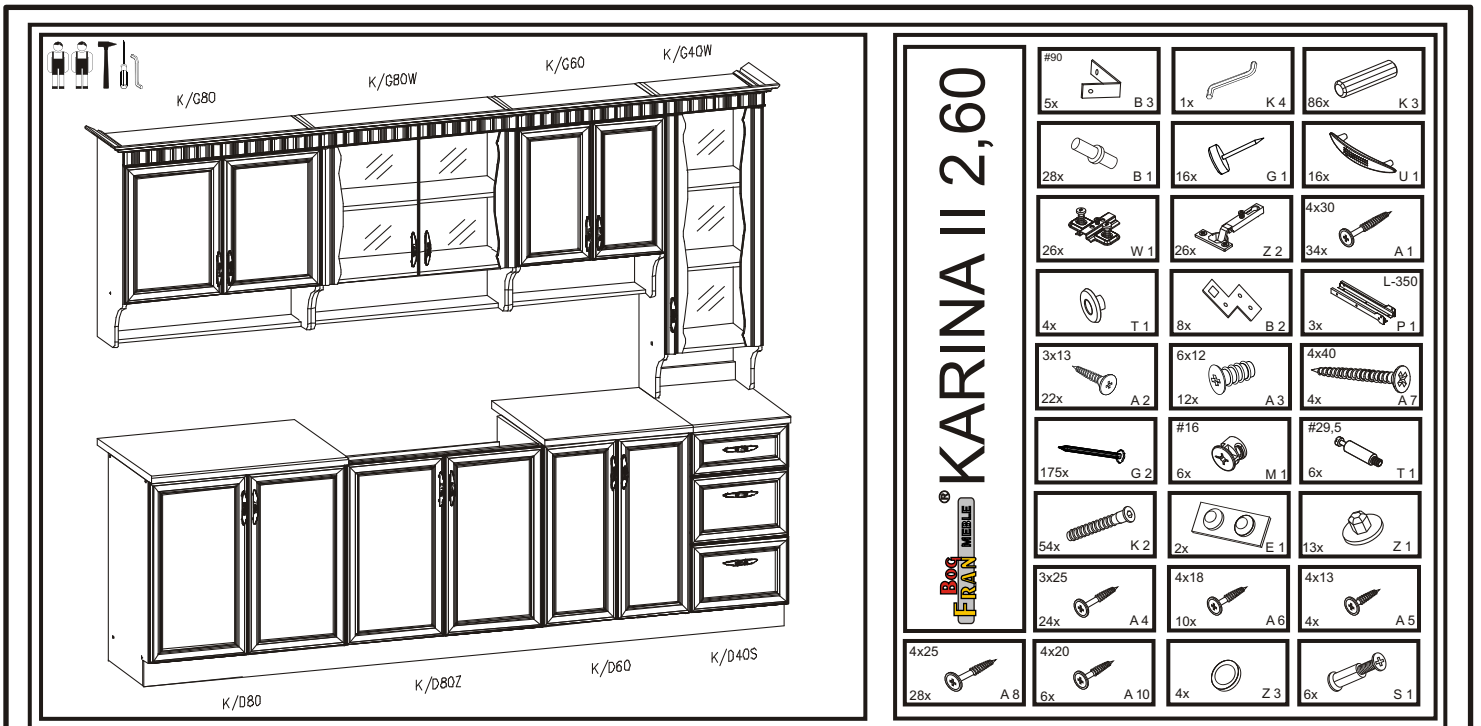 K/G80
K/G80W
K/G60
K/G40W
K/D80
K/D80Z
K/D60
K/D40S
KARINA II 2,60
®
BOG
FRAN
MEBLE
#90
5x B 3
1x K 4
86x K 3
28x B 1
16x G 1
16x U 1
26x W 1
26x Z 2
4x30
34x A 1
4x T 1
8x B 2
L-350
3x P 1
3x13
22x A 2
6x12
12x A 3
4x40
4x A 7
175x G 2
#16
6x M 1
#29,5
6x T 1
54x K 2
2x E 1
13x Z 1
3x25
24x A 4
4x18
10x A 6
4x13
4x A 5
4x25
28x A 8
4x20
6x A 10
4x Z 3
6x S 1